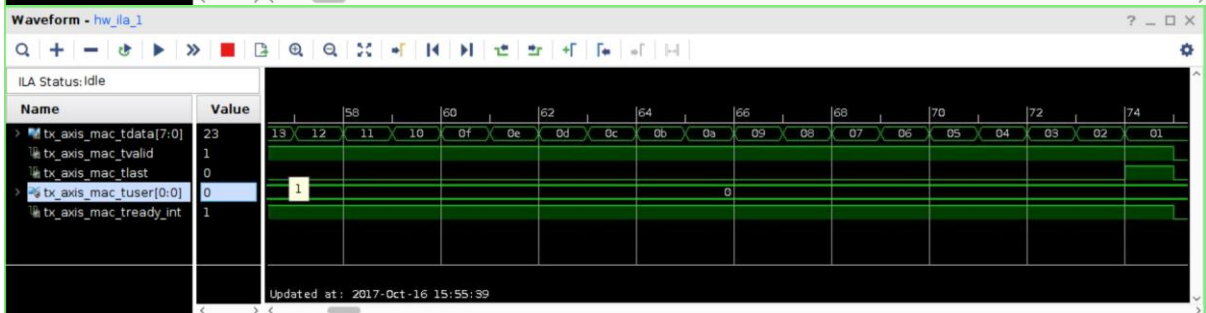 Waveform - hw_ila_1
ILA Status: Idle
Name Value
58 60 62 64 66 68 70 72 74
tx_axis_mac_tdata[7:0] 23 13 12 11 10 0f 0e 0d 0c 0b 0a 09 08 07 06 05 04 03 02 01
tx_axis_mac_tvalid 1
tx_axis_mac_tlast 0
tx_axis_mac_tuser[0:0] 0 1 0
tx_axis_mac_tready_int 1
Updated at: 2017-Oct-16 15:55:39